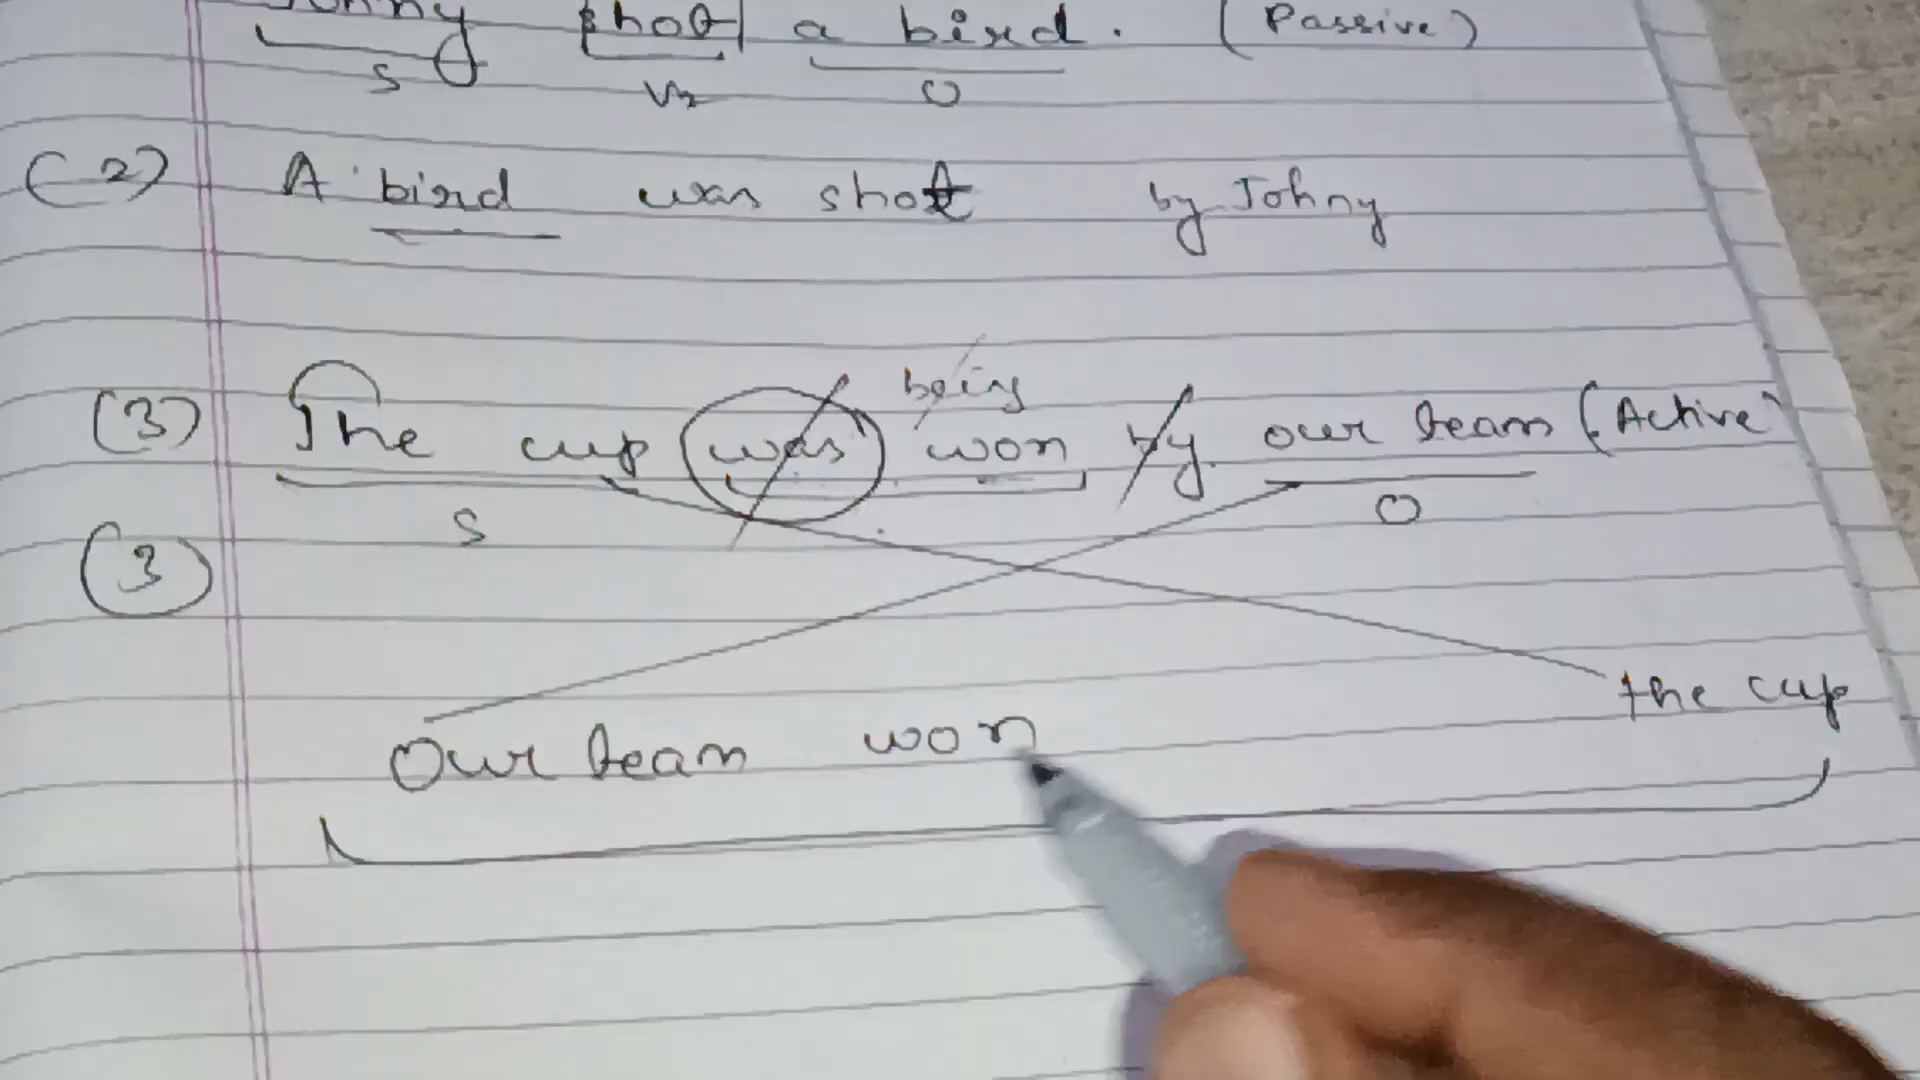 Johny shot a bird. (Passive)
S V2 O
(2) A bird was shot by Johny
being
(3) The cup was won by our team (Active
S O
(3)
the cup
Our team won